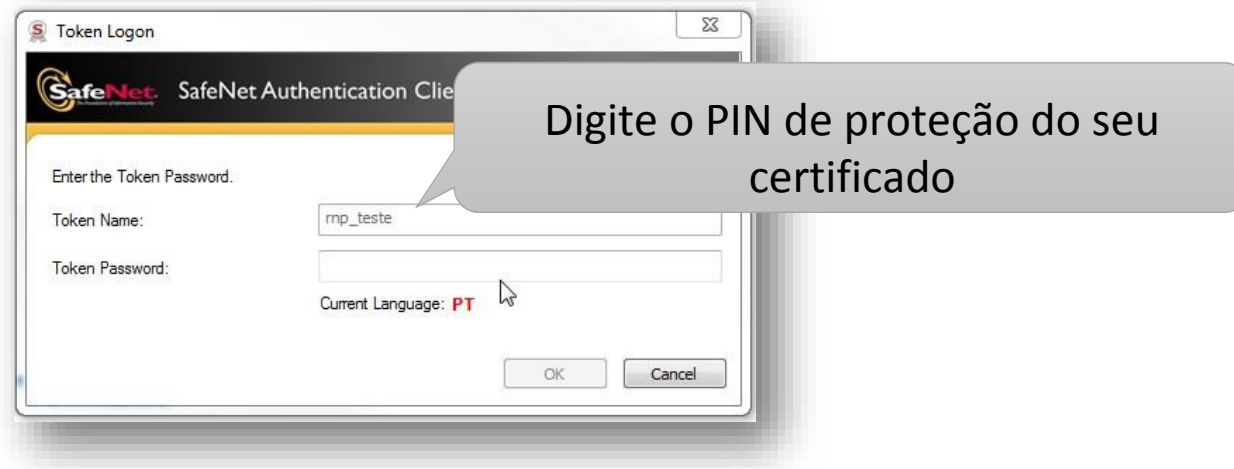 Token Logon
SafeNet. SafeNet Authentication
Digite o PIN de proteção do seu
certificado
Enter the Token Password.
Token Name: rnp_teste
Token Password:
Current Language: PT
OK Cancel